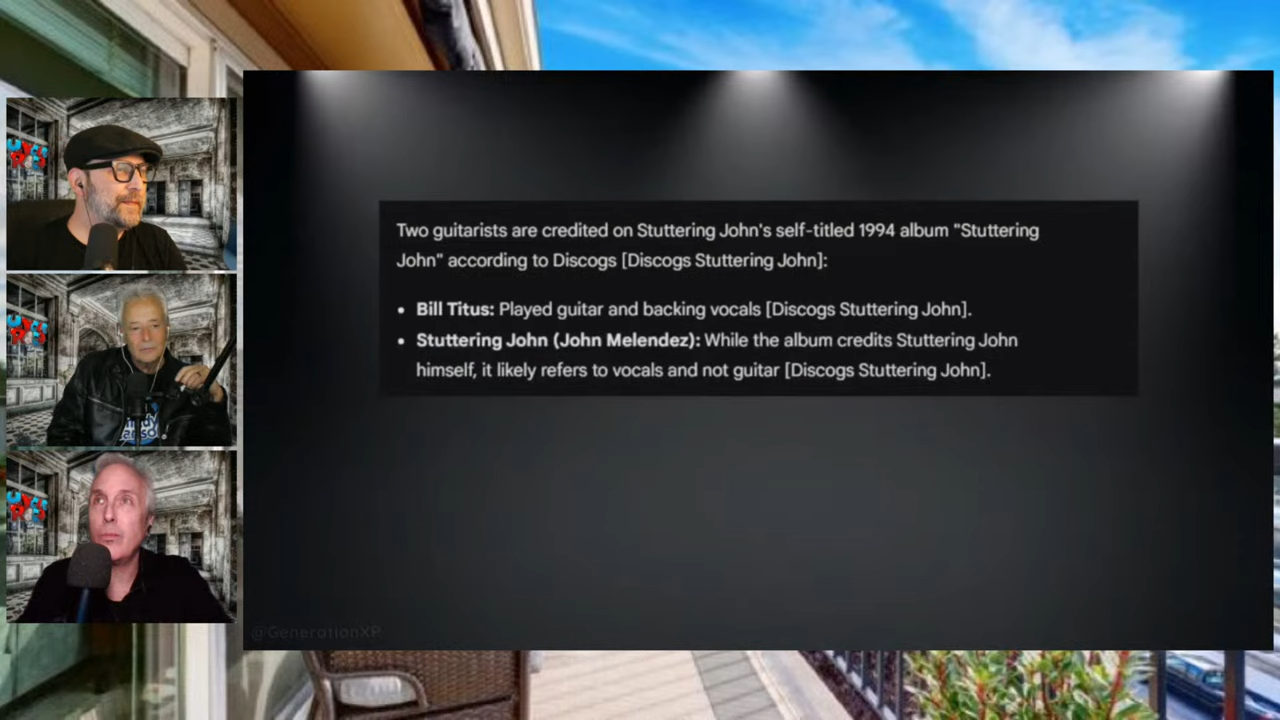 Two guitarists are credited on Stuttering John's self-titled 1994 album "Stuttering
John" according to Discogs [Discogs Stuttering John]:
• Bill Titus: Played guitar and backing vocals [Discogs Stuttering John].
• Stuttering John (John Melendez): While the album credits Stuttering John
himself, it likely refers to vocals and not guitar [Discogs Stuttering John].
@GenerationXP